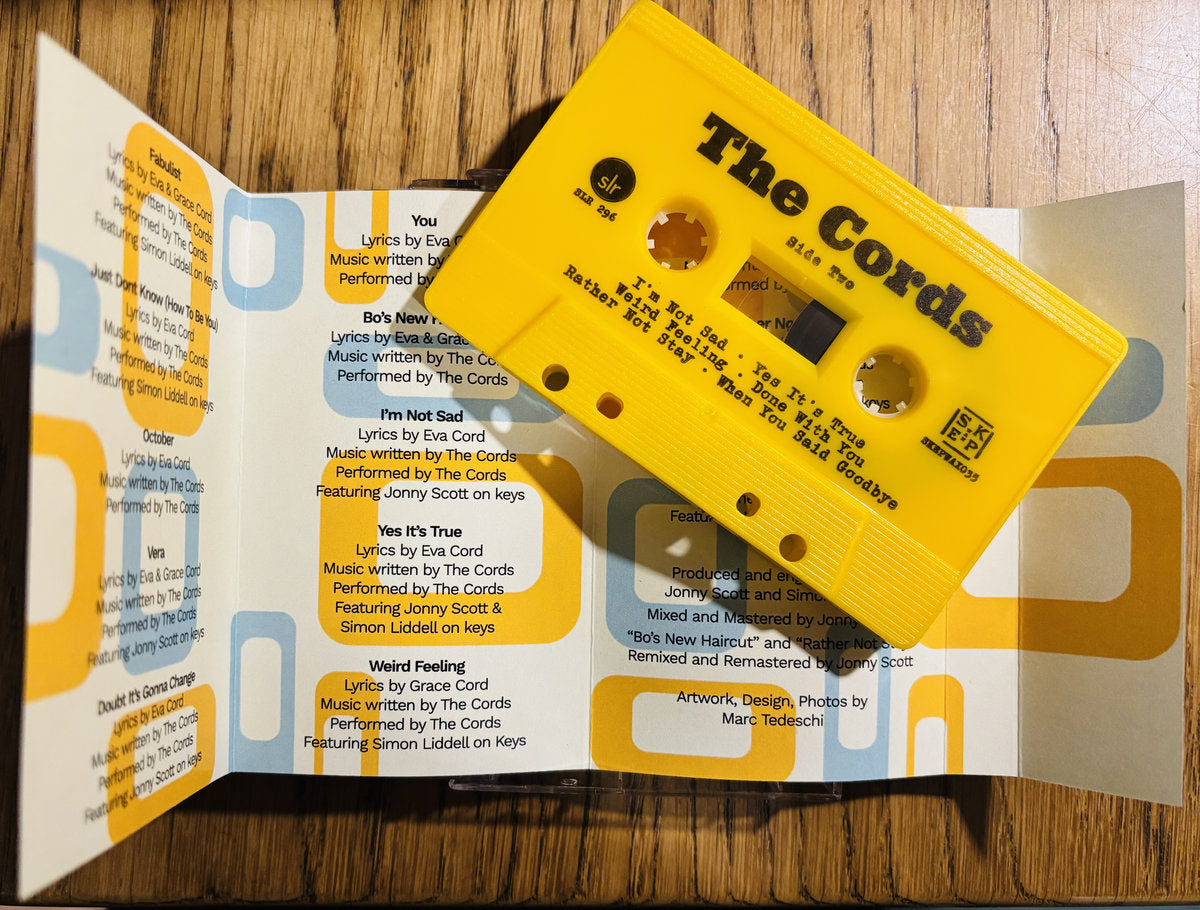 Fabulist
Lyrics by Eva & Grace Cord
Music written by The Cords
Performed by The Cords
Featuring Simon Liddell on keys
Just Dont Know (How To Be You)
Lyrics by Eva Cord
Music written by The Cords
Performed by The Cords
Featuring Simon Liddell on keys
October
Lyrics by Eva Cord
Music written by The Cords
Performed by The Cords
Vera
Lyrics by Eva & Grace Cord
Music written by The Cords
Performed by The Cords
Featuring Jonny Scott on keys
Doubt It's Gonna Change
Lyrics by Eva Cord
Music written by The Cords
Performed by The Cords
Featuring Jonny Scott on keys
You
Lyrics by Eva
Music written by
Performed by
Bo's New
Lyrics by Eva & Grace
Music written by The
Performed by The Cords
I'm Not Sad
Lyrics by Eva Cord
Music written by The Cords
Performed by The Cords
Featuring Jonny Scott on keys
Yes It's True
Lyrics by Eva Cord
Music written by The Cords
Performed by The Cords
Featuring Jonny Scott &
Simon Liddell on keys
Weird Feeling
Lyrics by Grace Cord
Music written by The Cords
Performed by The Cords
Featuring Simon Liddell on Keys
The Cords
Side Two
slr
SLR 296
I'm Not Sad · Yes It's True
Weird Feeling · Done With You
Rather Not Stay · When You Said Goodbye
SKEP
SKEPWAX035
by
keys
Produced and
Jonny Scott and
Mixed and Mastered by Jonny
"Bo's New Haircut" and "Rather Not
Remixed and Remastered by Jonny Scott
Artwork, Design, Photos by
Marc Tedeschi